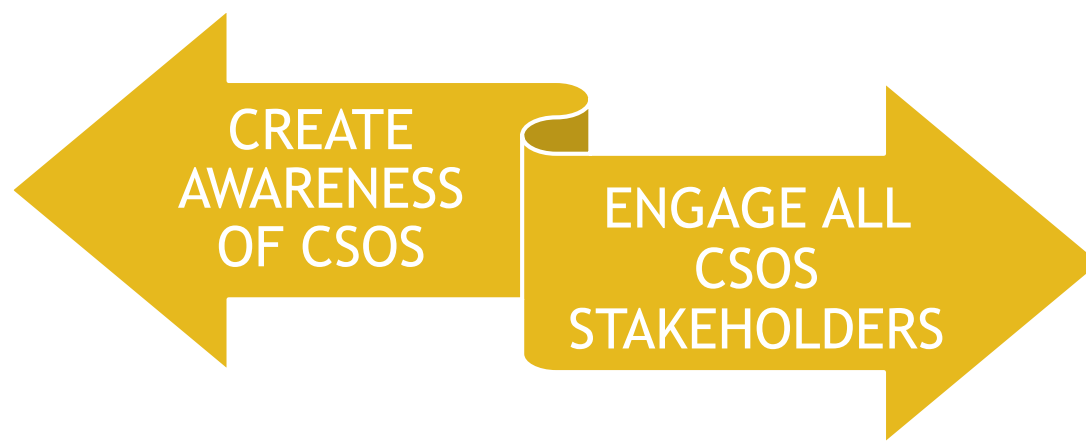 CREATE
AWARENESS
OF CSOS
ENGAGE ALL
CSOS
STAKEHOLDERS